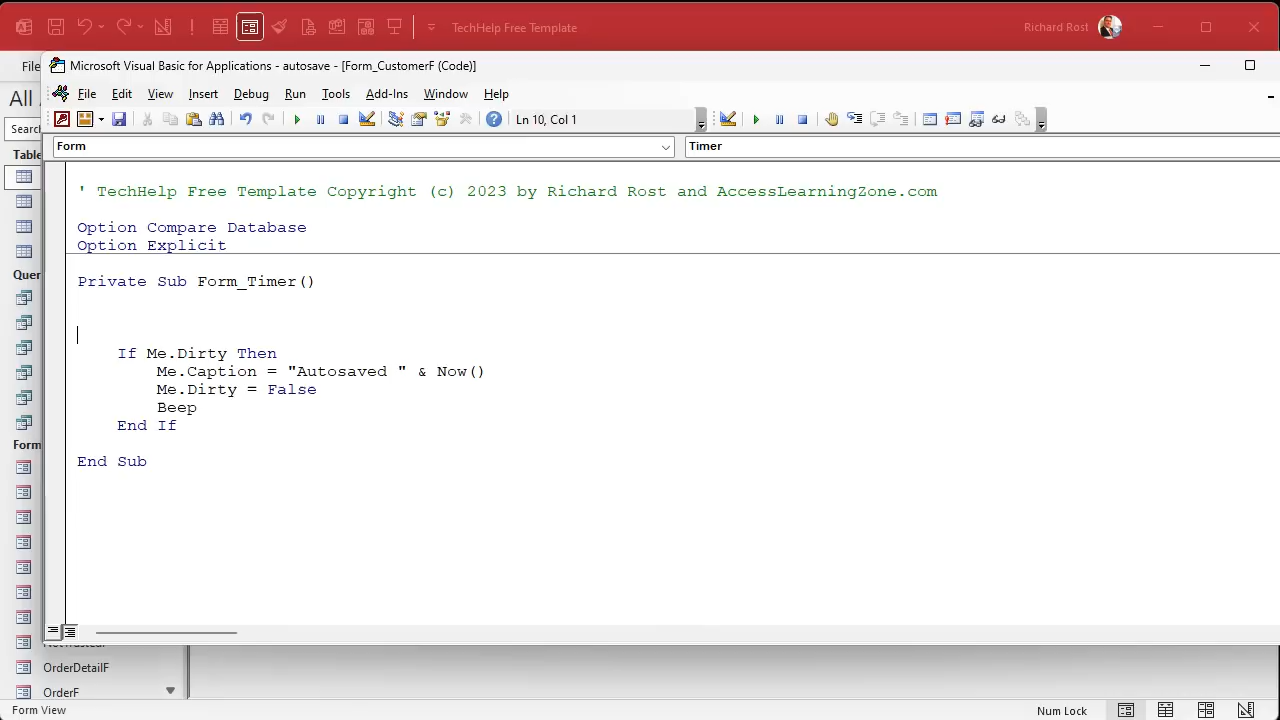 TechHelp Free Template
Richard Rost
File
Microsoft Visual Basic for Applications - autosave - [Form_CustomerF (Code)]
File Edit View Insert Debug Run Tools Add-Ins Window Help
All
Ln 10, Col 1
Searc
Form
Timer
Table
' TechHelp Free Template Copyright (c) 2023 by Richard Rost and AccessLearningZone.com
Option Compare Database
Option Explicit
Quer
Private Sub Form_Timer()
If Me.Dirty Then
Me.Caption = "Autosaved " & Now()
Me.Dirty = False
Beep
End If
Form
End Sub
OrderDetailF
OrderF
Form View
Num Lock